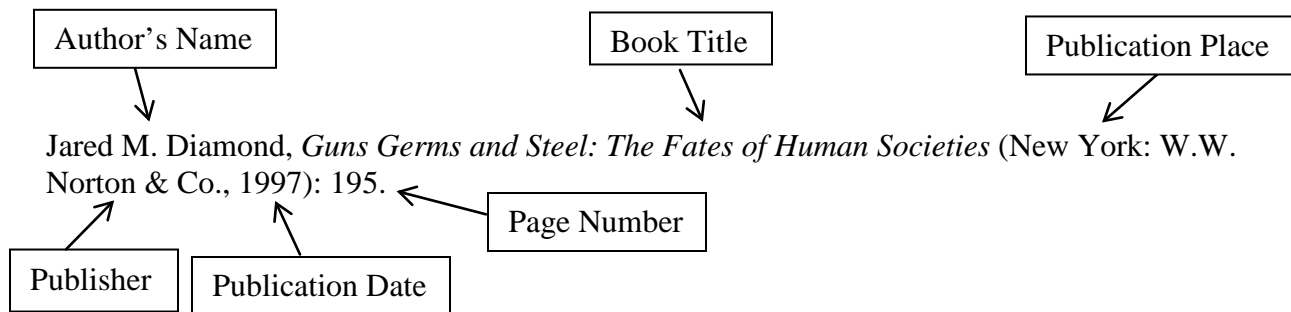 Author's Name
Book Title
Publication Place
Jared M. Diamond, Guns Germs and Steel: The Fates of Human Societies (New York: W.W.
Norton & Co., 1997): 195.
Page Number
Publisher
Publication Date